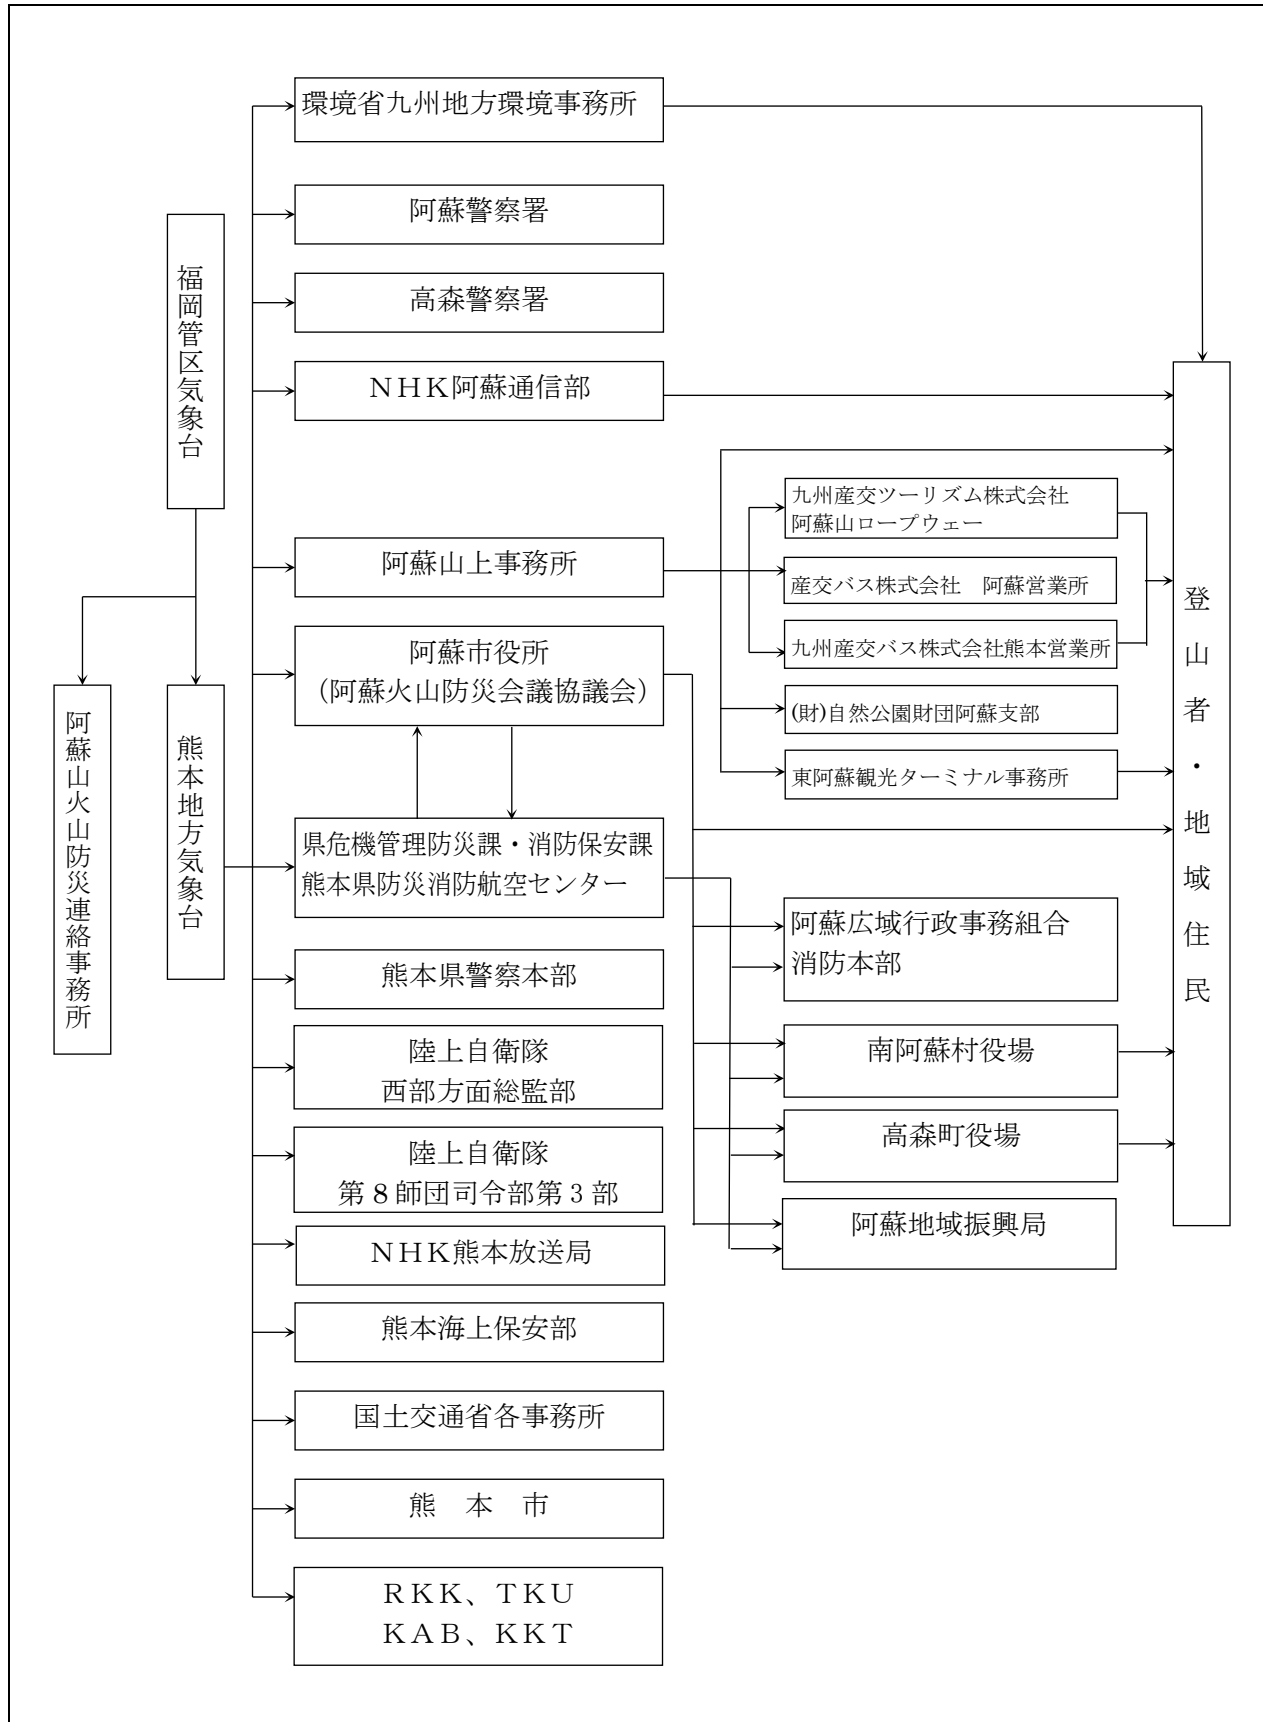 環境省九州地方環境事務所
阿蘇警察署
高森警察署
NHK阿蘇通信部
福岡管区気象台
阿蘇山上事務所
阿蘇市役所
（阿蘇火山防災会議協議会）
阿蘇山火山防災連絡事務所
熊本地方気象台
県危機管理防災課・消防保安課
熊本県防災消防航空センター
熊本県警察本部
陸上自衛隊
西部方面総監部
陸上自衛隊
第８師団司令部第３部
NHK熊本放送局
熊本海上保安部
国土交通省各事務所
熊　本　市
RKK、TKU
KAB、KKT
九州産交ツーリズム株式会社
阿蘇山ロープウェー
産交バス株式会社　阿蘇営業所
九州産交バス株式会社熊本営業所
(財)自然公園財団阿蘇支部
東阿蘇観光ターミナル事務所
阿蘇広域行政事務組合
消防本部
南阿蘇村役場
高森町役場
阿蘇地域振興局
登山者・地域住民